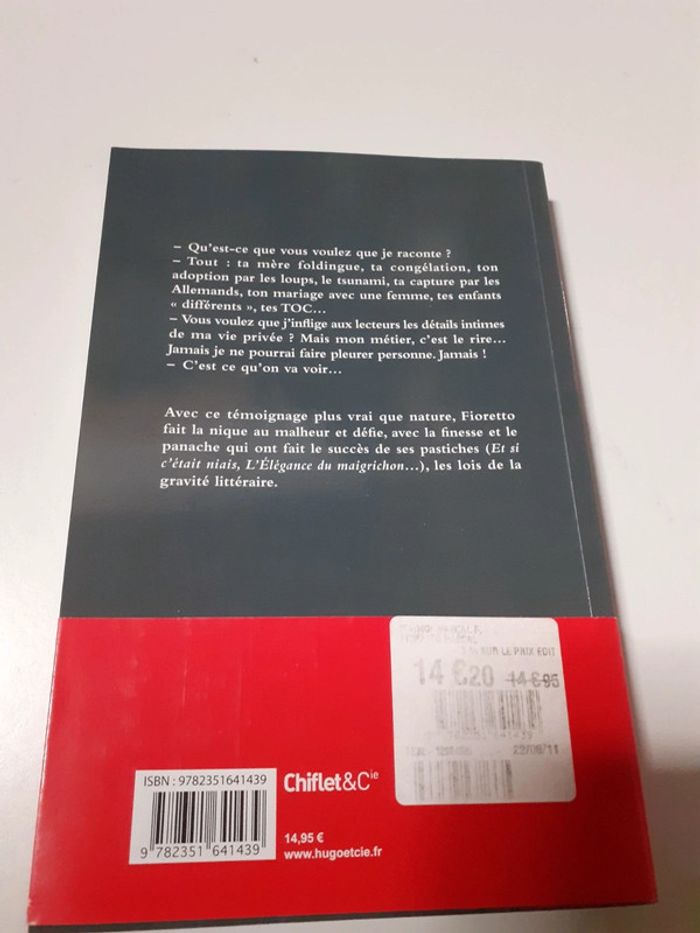 – Qu'est-ce que vous voulez que je raconte ?
– Tout : ta mère foldingue, ta congélation, ton
adoption par les loups, le tsunami, ta capture par les
Allemands, ton mariage avec une femme, tes enfants
« différents », tes TOC…
– Vous voulez que j'inflige aux lecteurs les détails intimes
de ma vie privée ? Mais mon métier, c'est le rire…
Jamais je ne pourrai faire pleurer personne. Jamais !
– C'est ce qu'on va voir…
Avec ce témoignage plus vrai que nature, Fioretto
fait la nique au malheur et défie, avec la finesse et le
panache qui ont fait le succès de ses pastiches (Et si
c'était niais, L'Élégance du maigrichon…), les lois de la
gravité littéraire.
SUR LE PRIX EDIT
14 €20 14 €95
782351641439
22/09/11
ISBN : 9782351641439
Chiflet&Cie
9 782351 641439
14,95 €
www.hugoetcie.fr